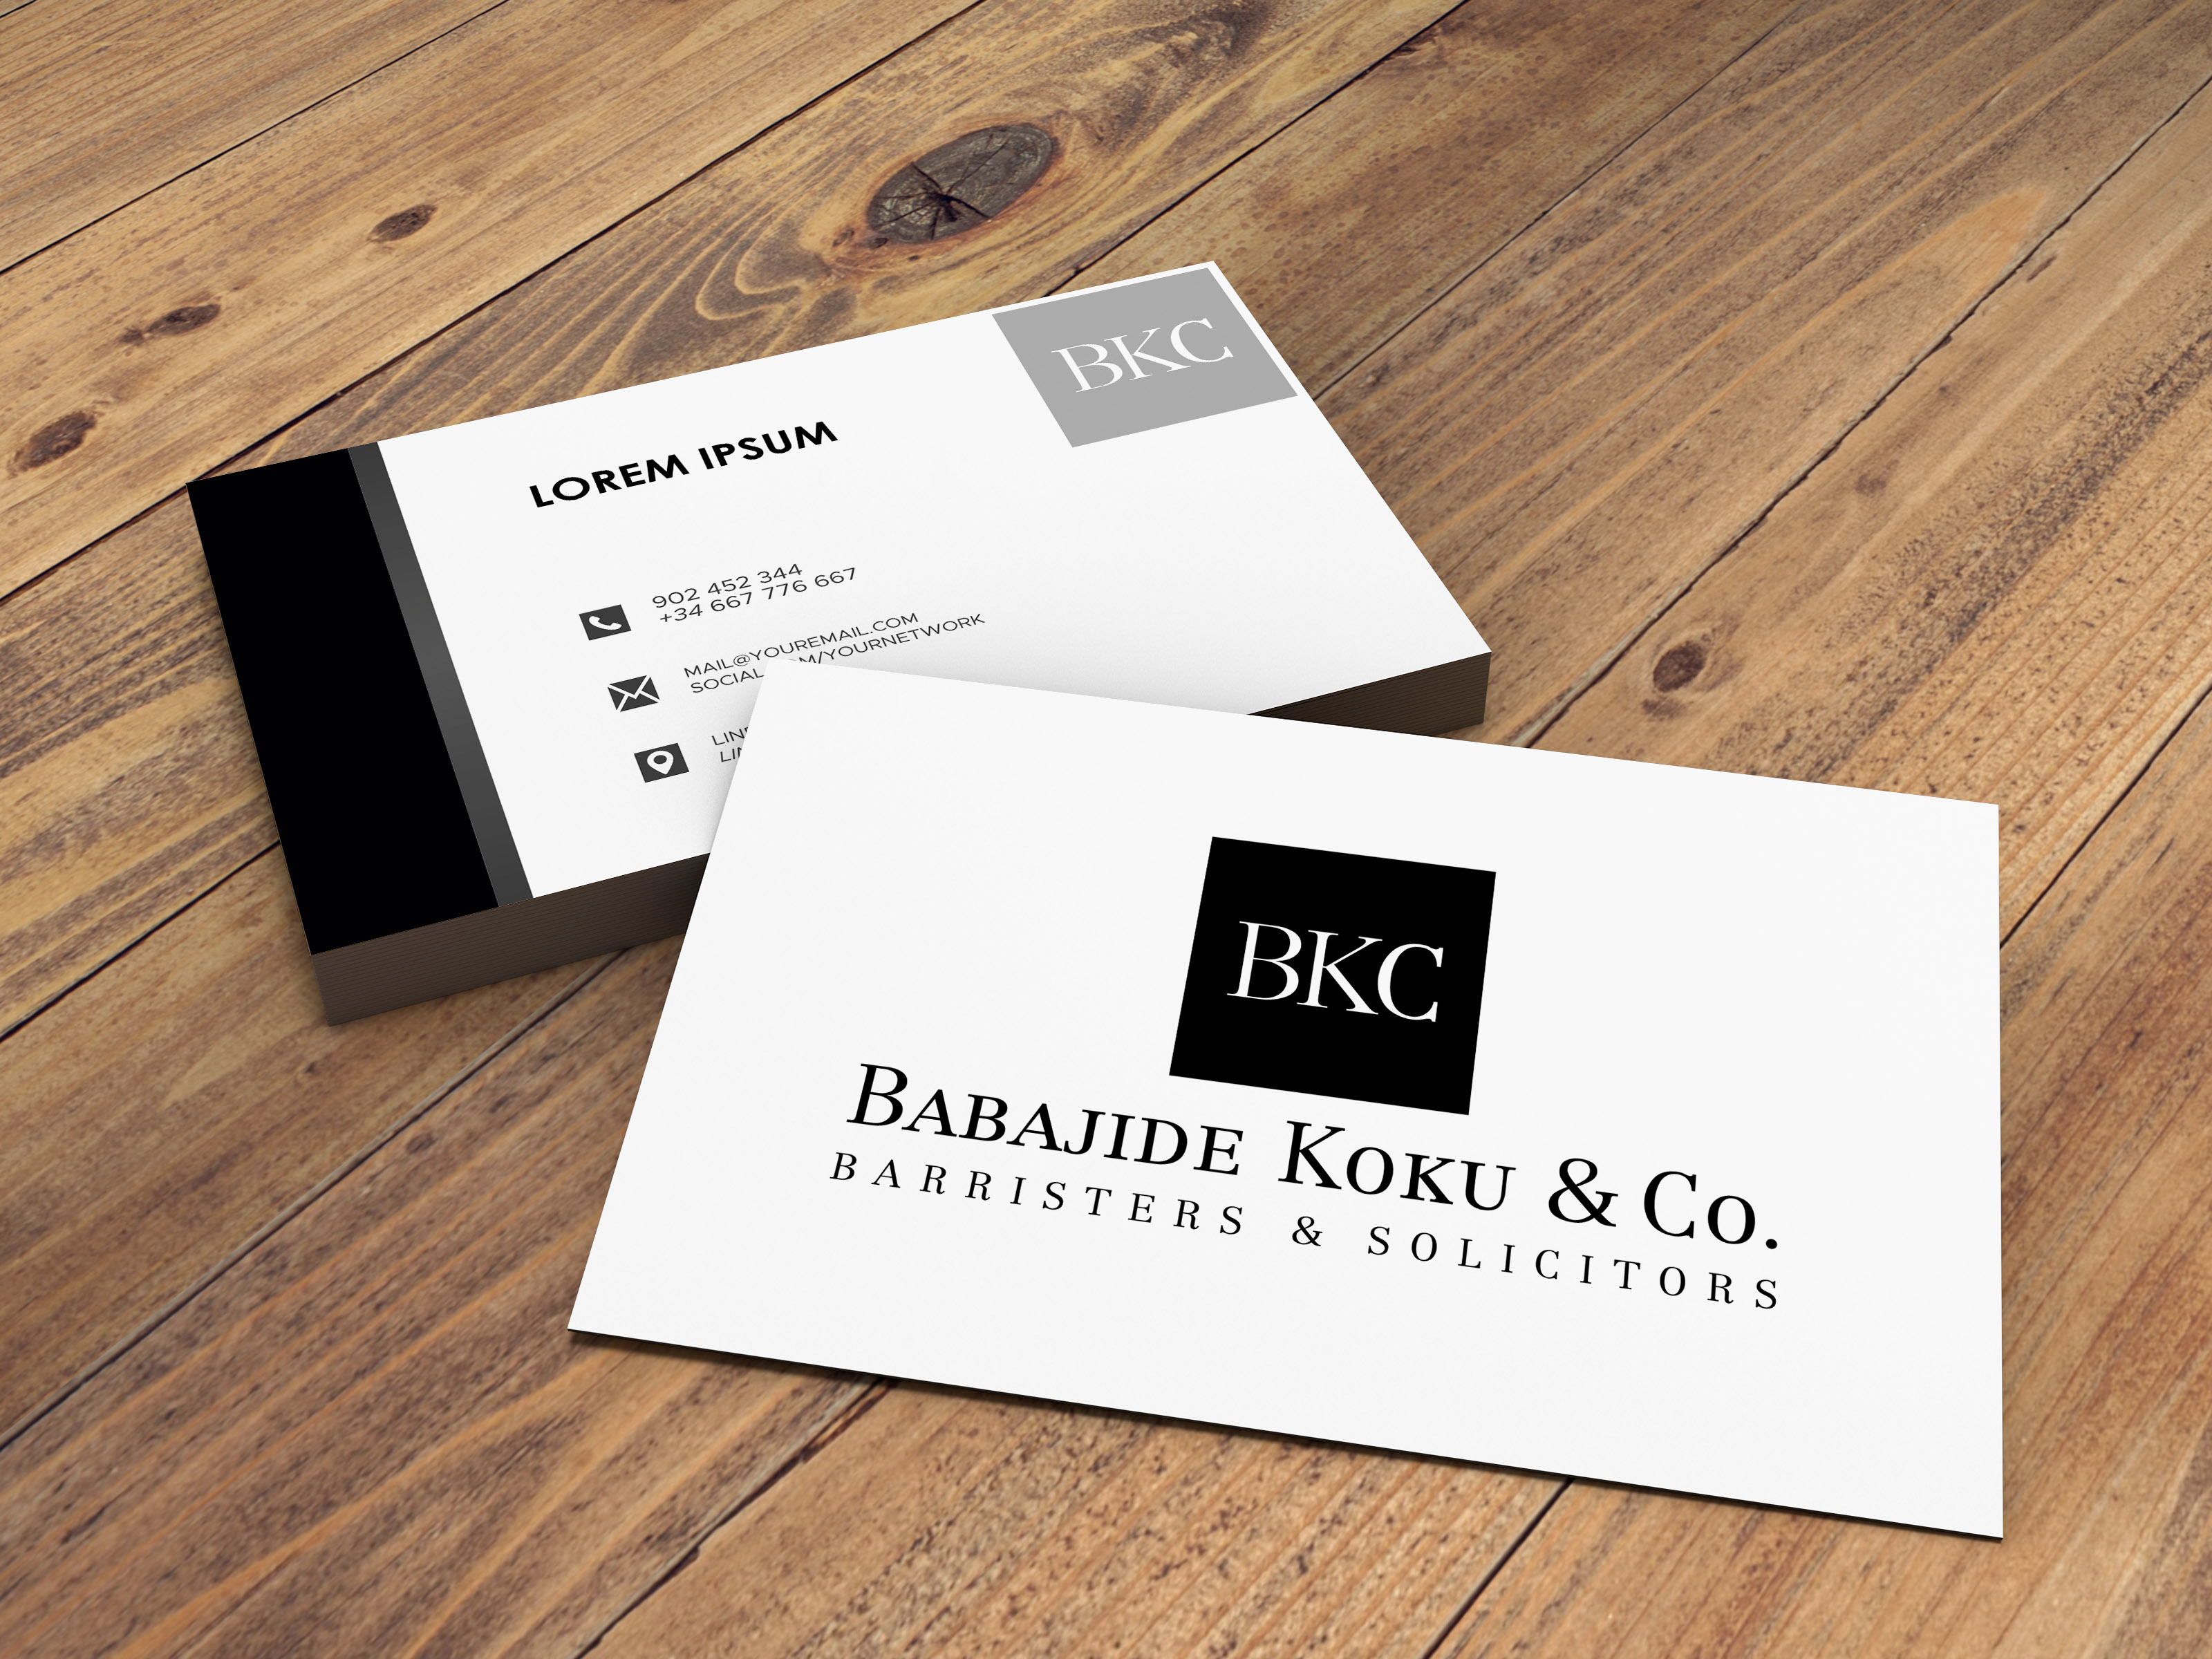 BKC
LOREM IPSUM
902 452 344
+34 667 776 667
MAIL@YOUREMAIL.COM
BKC
BABAJIDE KOKU & CO.
BARRISTERS & SOLICITORS